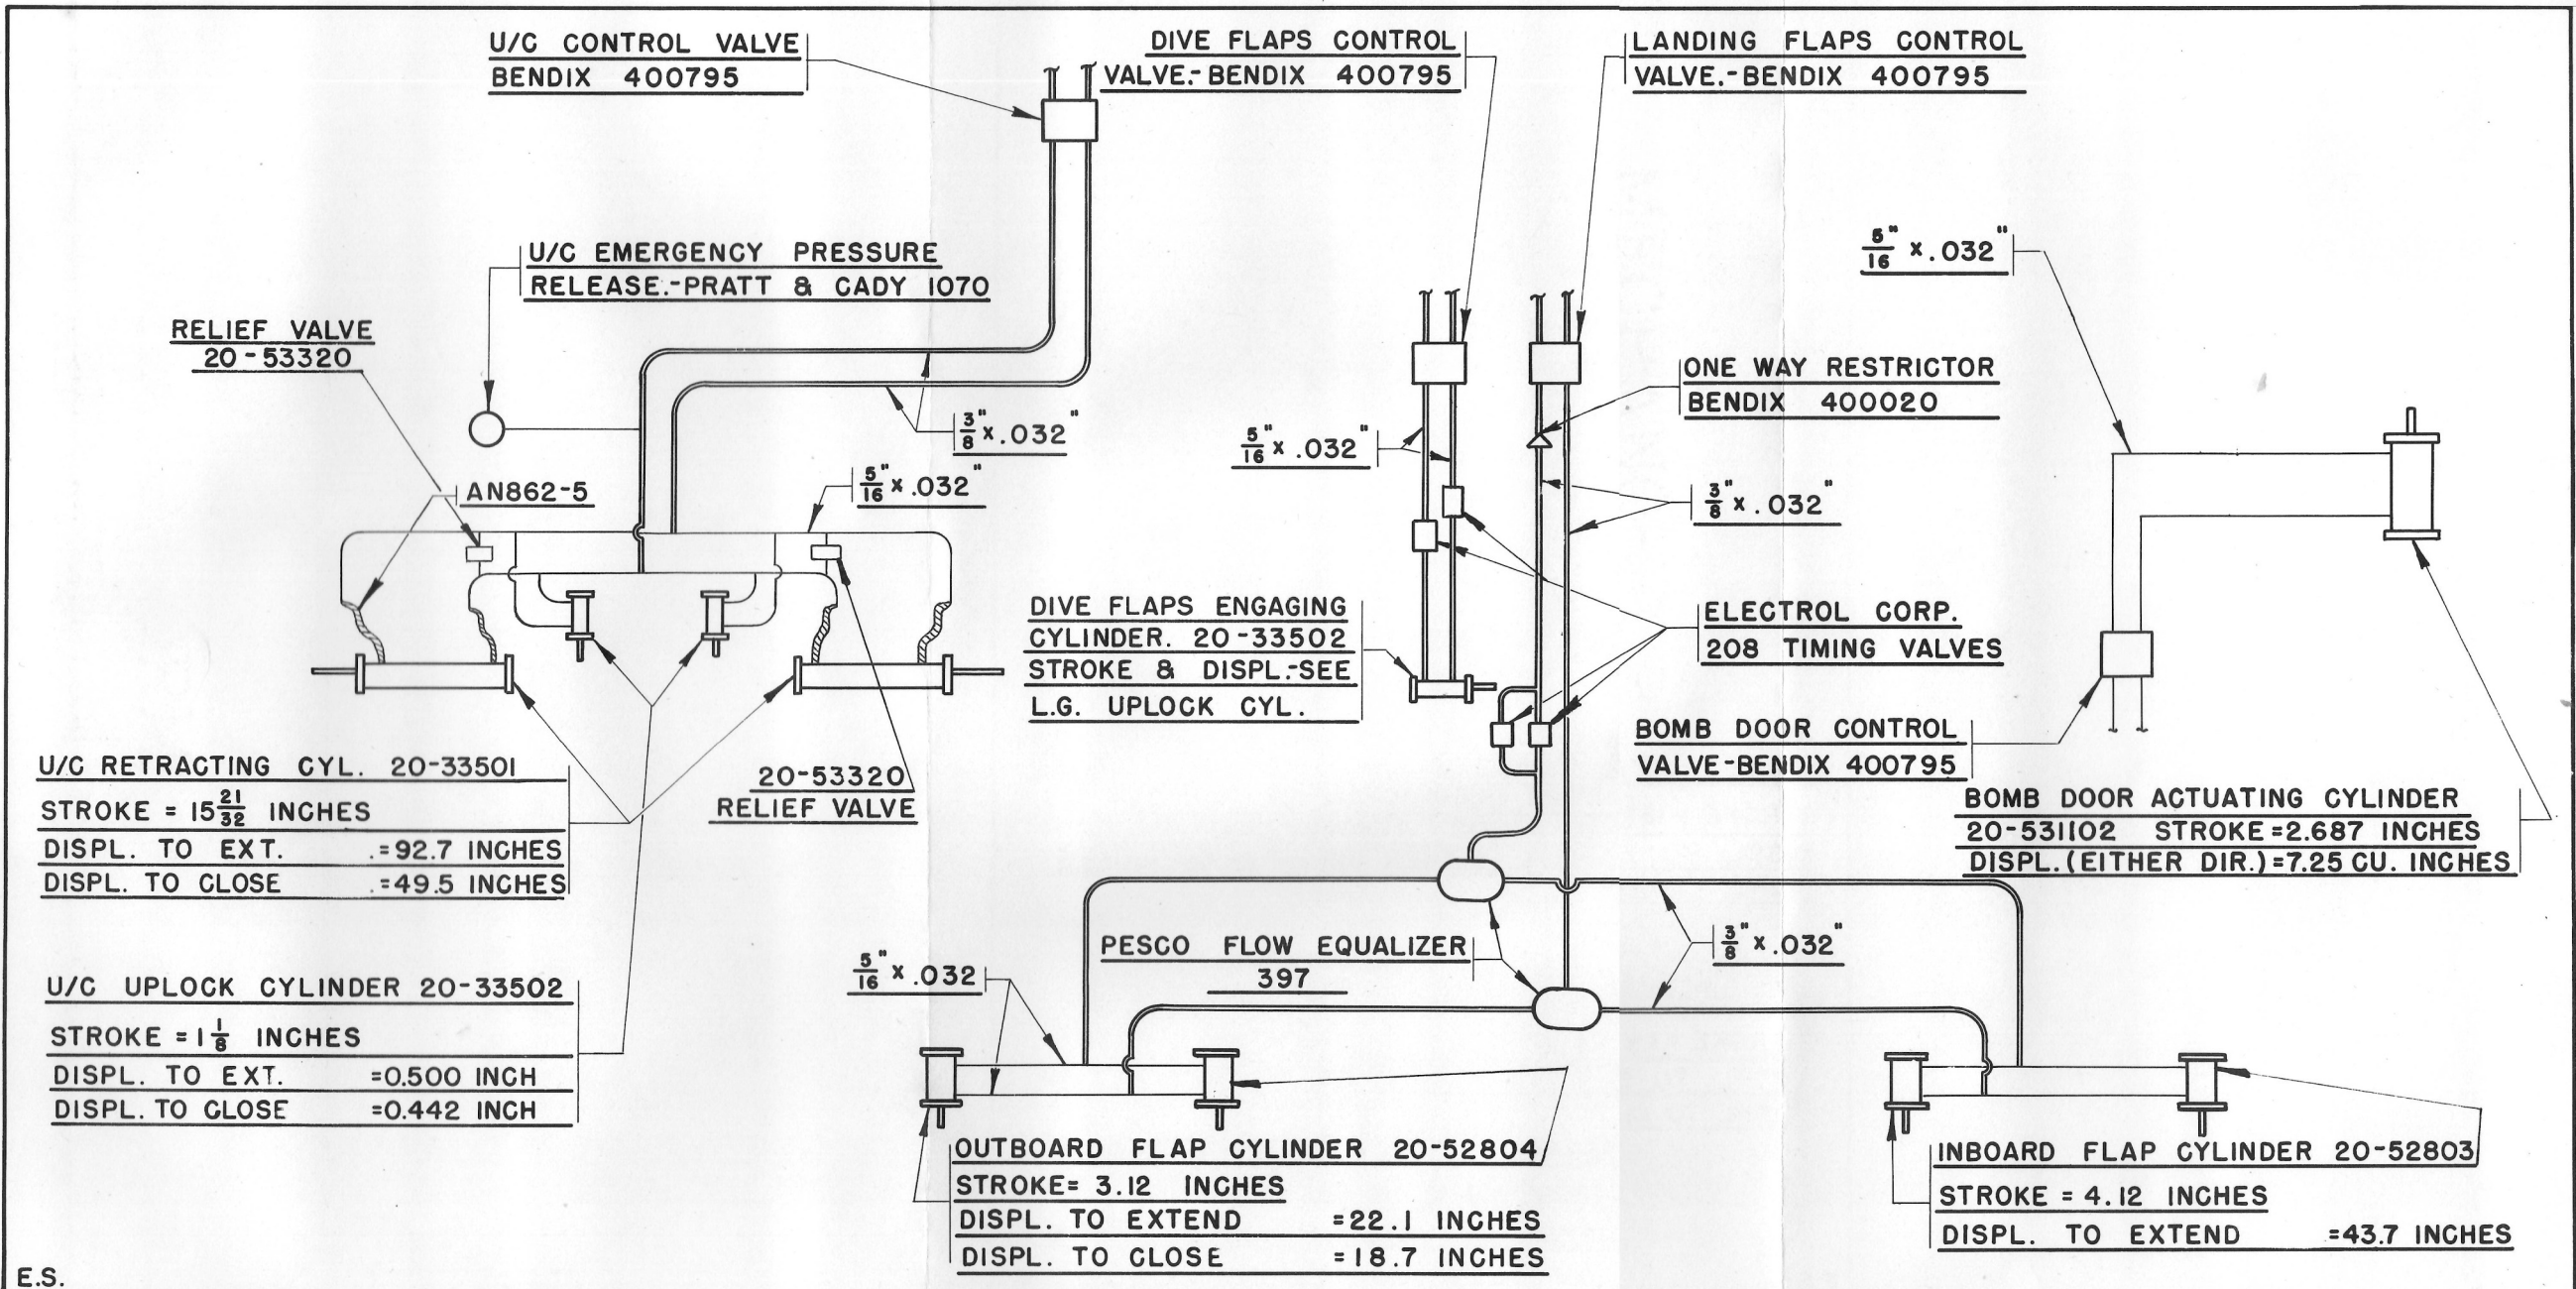 U/C CONTROL VALVE
BENDIX 400795
DIVE FLAPS CONTROL
VALVE.-BENDIX 400795
LANDING FLAPS CONTROL
VALVE.-BENDIX 400795
U/C EMERGENCY PRESSURE
RELEASE.-PRATT & CADY 1070
5/16" x .032"
RELIEF VALVE
20-53320
ONE WAY RESTRICTOR
BENDIX 400020
3/8" x .032"
5/16" x .032"
AN862-5
5/16" x .032"
3/8" x .032"
DIVE FLAPS ENGAGING
CYLINDER. 20-33502
STROKE & DISPL.-SEE
L.G. UPLOCK CYL.
ELECTROL CORP.
208 TIMING VALVES
BOMB DOOR CONTROL
VALVE-BENDIX 400795
U/C RETRACTING CYL. 20-33501
STROKE = 15 21/32 INCHES
DISPL. TO EXT. .=92.7 INCHES
DISPL. TO CLOSE .=49.5 INCHES
20-53320
RELIEF VALVE
BOMB DOOR ACTUATING CYLINDER
20-531102 STROKE=2.687 INCHES
DISPL.(EITHER DIR.)=7.25 CU. INCHES
PESCO FLOW EQUALIZER
397
3/8" x .032"
5/16" x .032
U/C UPLOCK CYLINDER 20-33502
STROKE = 1 1/8 INCHES
DISPL. TO EXT. =0.500 INCH
DISPL. TO CLOSE =0.442 INCH
OUTBOARD FLAP CYLINDER 20-52804
STROKE= 3.12 INCHES
DISPL. TO EXTEND =22.1 INCHES
DISPL. TO CLOSE =18.7 INCHES
INBOARD FLAP CYLINDER 20-52803
STROKE = 4.12 INCHES
DISPL. TO EXTEND =43.7 INCHES
E.S.